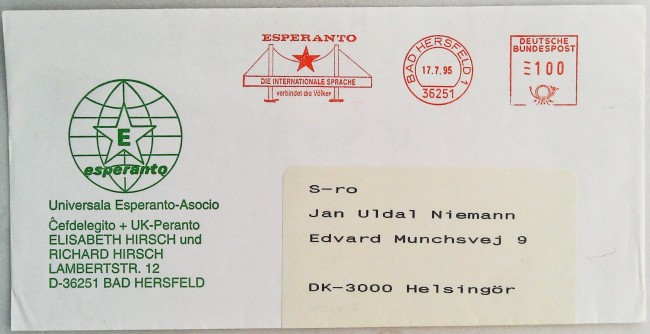 ESPERANTO
DIE INTERNATIONALE SPRACHE
verbindet die Völker
BAD HERSFELD 1
17.7.95
36251
DEUTSCHE
BUNDESPOST
100
E
esperanto
Universala Esperanto-Asocio
Ĉefdelegito + UK-Peranto
ELISABETH HIRSCH und
RICHARD HIRSCH
LAMBERTSTR. 12
D-36251 BAD HERSFELD
S-ro
Jan Uldal Niemann
Edvard Munchsvej 9
DK-3000 Helsingör